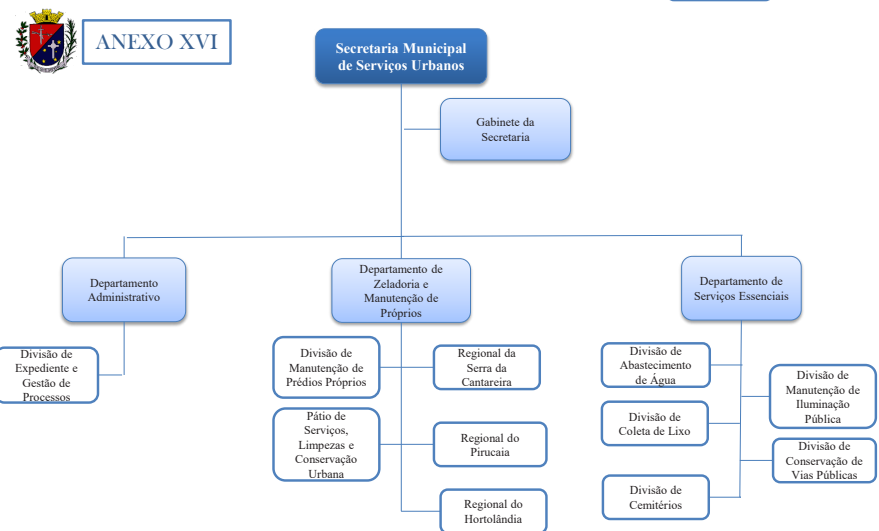 ANEXO XVI
Secretaria Municipal
de Serviços Urbanos
Gabinete da
Secretaria
Departamento
Administrativo
Departamento de
Zeladoria e
Manutenção de
Próprios
Departamento de
Serviços Essenciais
Divisão de
Expediente e
Gestão de
Processos
Divisão de
Manutenção de
Prédios Próprios
Regional da
Serra da
Cantareira
Pátio de
Serviços,
Limpezas e
Conservação
Urbana
Regional do
Pirucaia
Regional do
Hortolândia
Divisão de
Abastecimento
de Água
Divisão de
Manutenção de
Iluminação
Pública
Divisão de
Coleta de Lixo
Divisão de
Conservação de
Vias Públicas
Divisão de
Cemitérios